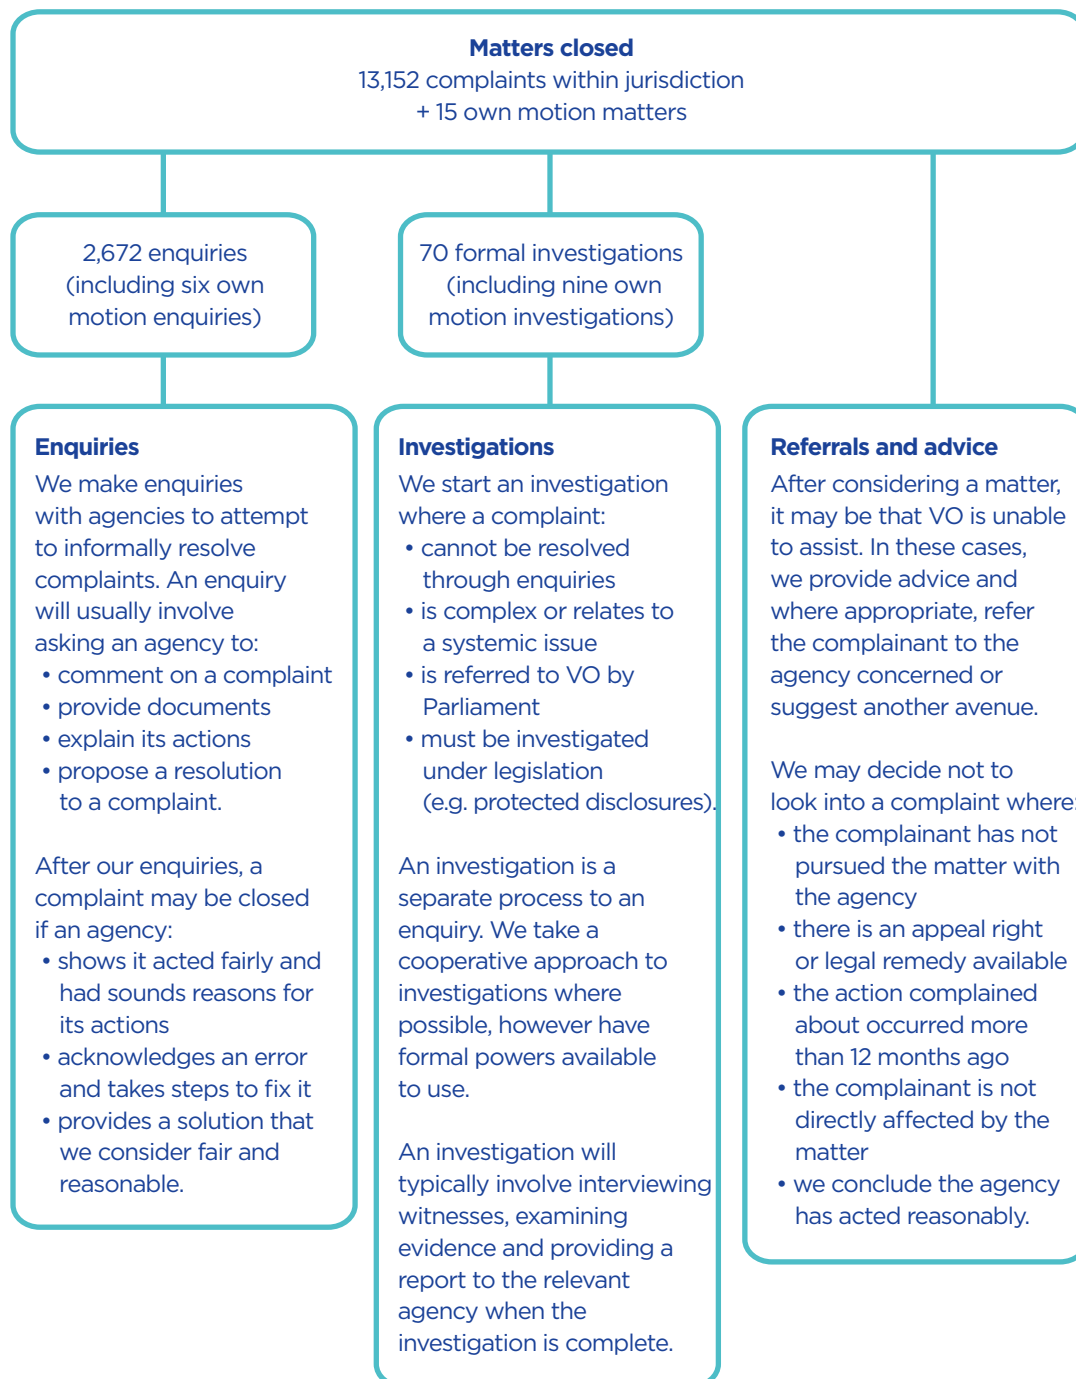 Matters closed
13,152 complaints within jurisdiction
+ 15 own motion matters
2,672 enquiries
(including six own
motion enquiries)
70 formal investigations
(including nine own
motion investigations)
Enquiries
We make enquiries
with agencies to attempt
to informally resolve
complaints. An enquiry
will usually involve
asking an agency to:
• comment on a complaint
• provide documents
• explain its actions
• propose a resolution
to a complaint.
After our enquiries, a
complaint may be closed
if an agency:
• shows it acted fairly and
had sounds reasons for
its actions
• acknowledges an error
and takes steps to fix it
• provides a solution that
we consider fair and
reasonable.
Investigations
We start an investigation
where a complaint:
• cannot be resolved
through enquiries
• is complex or relates to
a systemic issue
• is referred to VO by
Parliament
• must be investigated
under legislation
(e.g. protected disclosures).
An investigation is a
separate process to an
enquiry. We take a
cooperative approach to
investigations where
possible, however have
formal powers available
to use.
An investigation will
typically involve interviewing
witnesses, examining
evidence and providing a
report to the relevant
agency when the
investigation is complete.
Referrals and advice
After considering a matter,
it may be that VO is unable
to assist. In these cases,
we provide advice and
where appropriate, refer
the complainant to the
agency concerned or
suggest another avenue.
We may decide not to
look into a complaint where:
• the complainant has not
pursued the matter with
the agency
• there is an appeal right
or legal remedy available
• the action complained
about occurred more
than 12 months ago
• the complainant is not
directly affected by the
matter
• we conclude the agency
has acted reasonably.